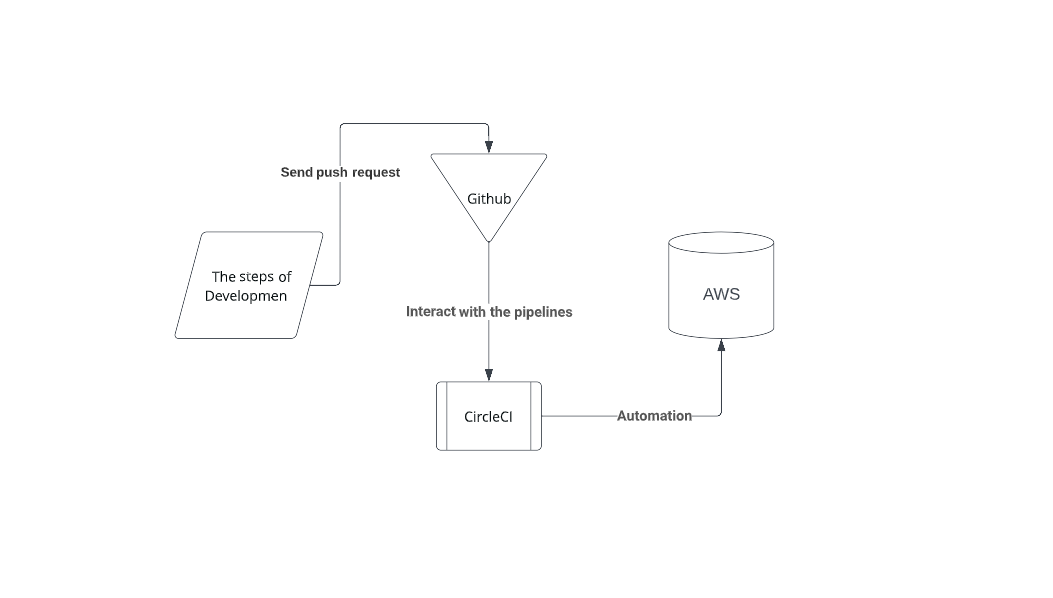 Send push request
Github
The steps of
Developmen
AWS
Interact with the pipelines
CircleCI
Automation